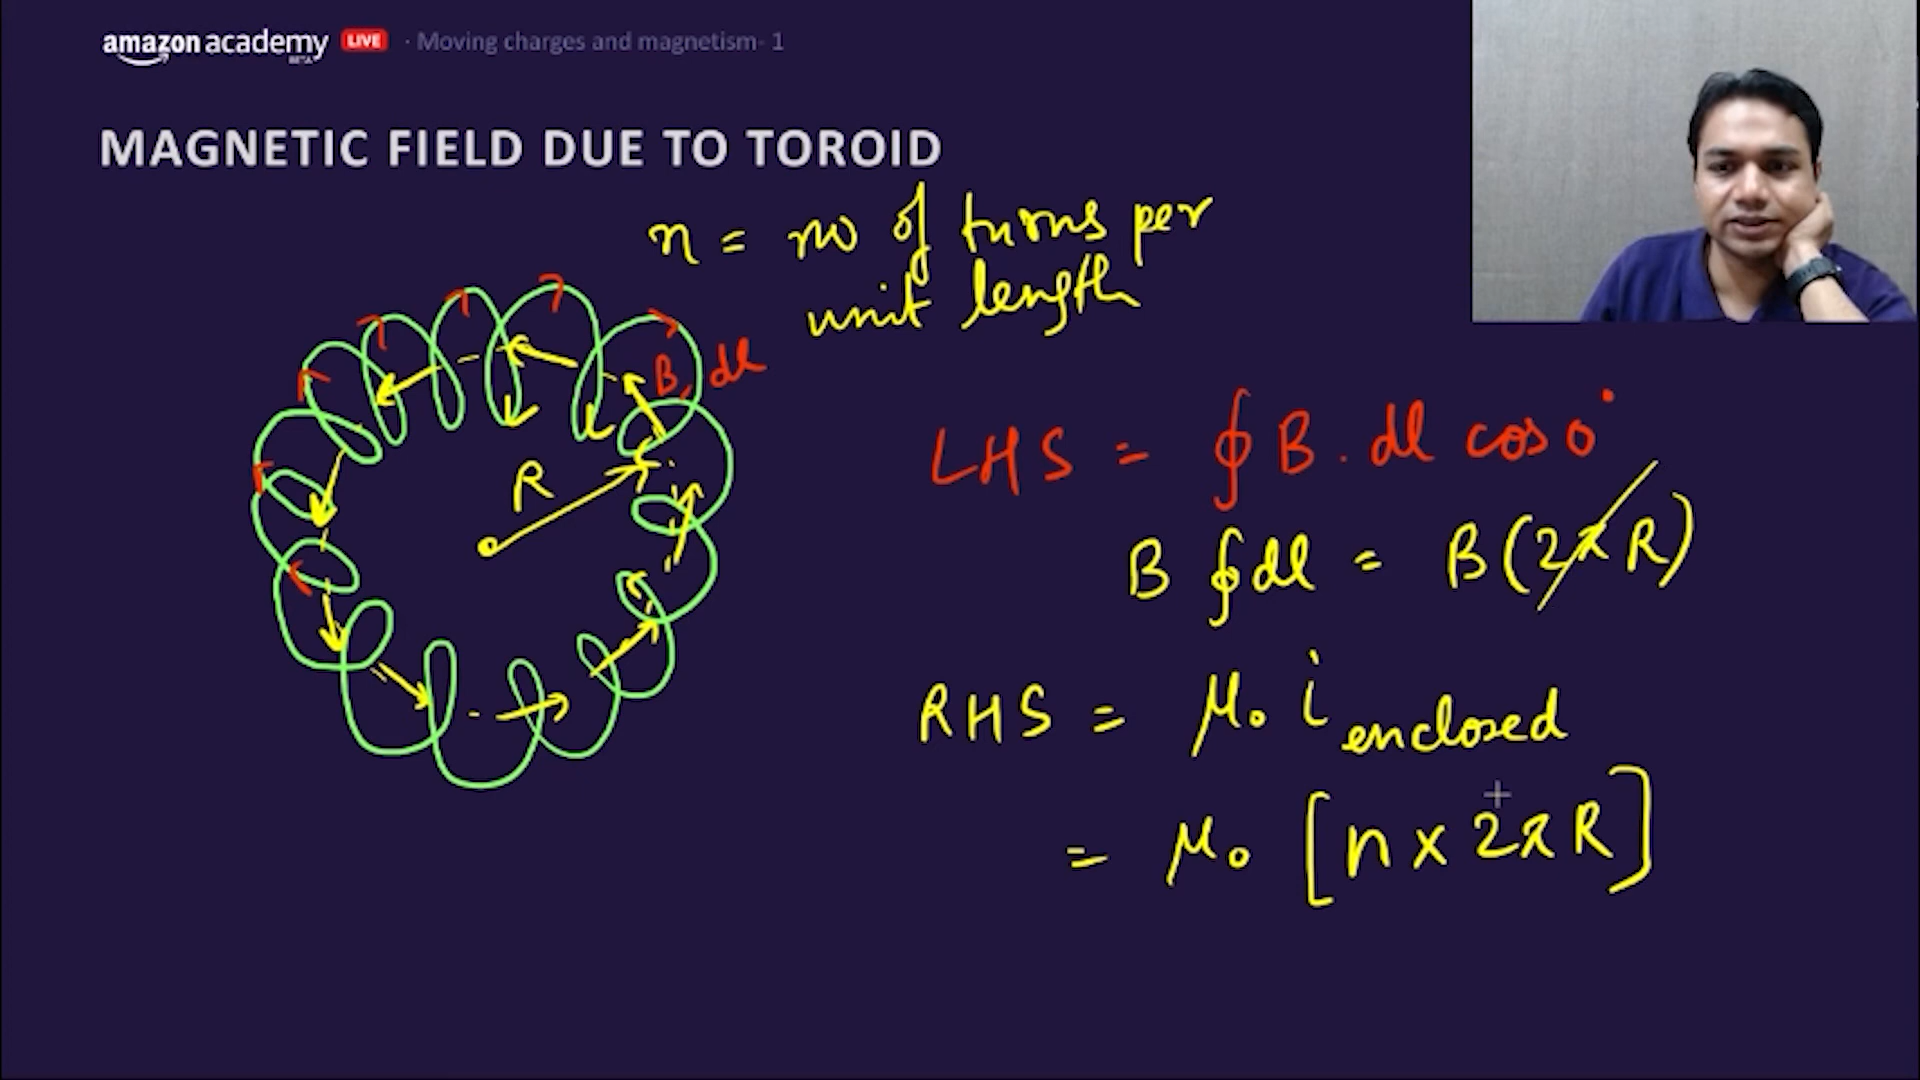 amazon academy BETA LIVE · Moving charges and magnetism- 1
MAGNETIC FIELD DUE TO TOROID
n = no of turns per
unit length
B, dl
R
LHS = ∮ B . dl cos 0°
B ∮ dl = B (2πR)
RHS = μ₀ i enclosed
= μ₀ [n x 2πR]